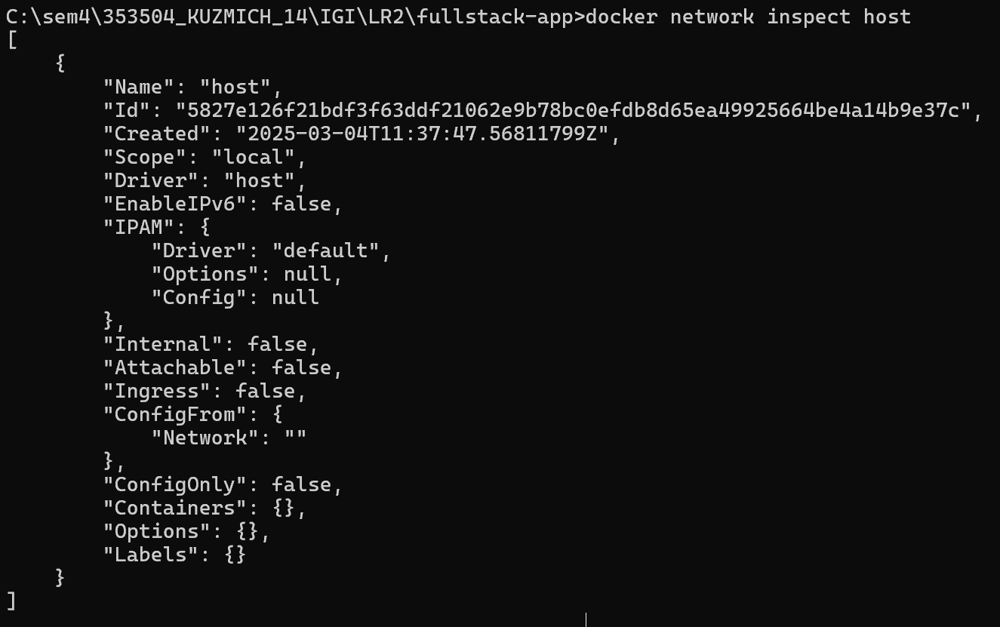 C:\sem4\353504_KUZMICH_14\IGI\LR2\fullstack-app>docker network inspect host
[
    {
        "Name": "host",
        "Id": "5827e126f21bdf3f63ddf21062e9b78bc0efdb8d65ea49925664be4a14b9e37c",
        "Created": "2025-03-04T11:37:47.56811799Z",
        "Scope": "local",
        "Driver": "host",
        "EnableIPv6": false,
        "IPAM": {
            "Driver": "default",
            "Options": null,
            "Config": null
        },
        "Internal": false,
        "Attachable": false,
        "Ingress": false,
        "ConfigFrom": {
            "Network": ""
        },
        "ConfigOnly": false,
        "Containers": {},
        "Options": {},
        "Labels": {}
    }
]